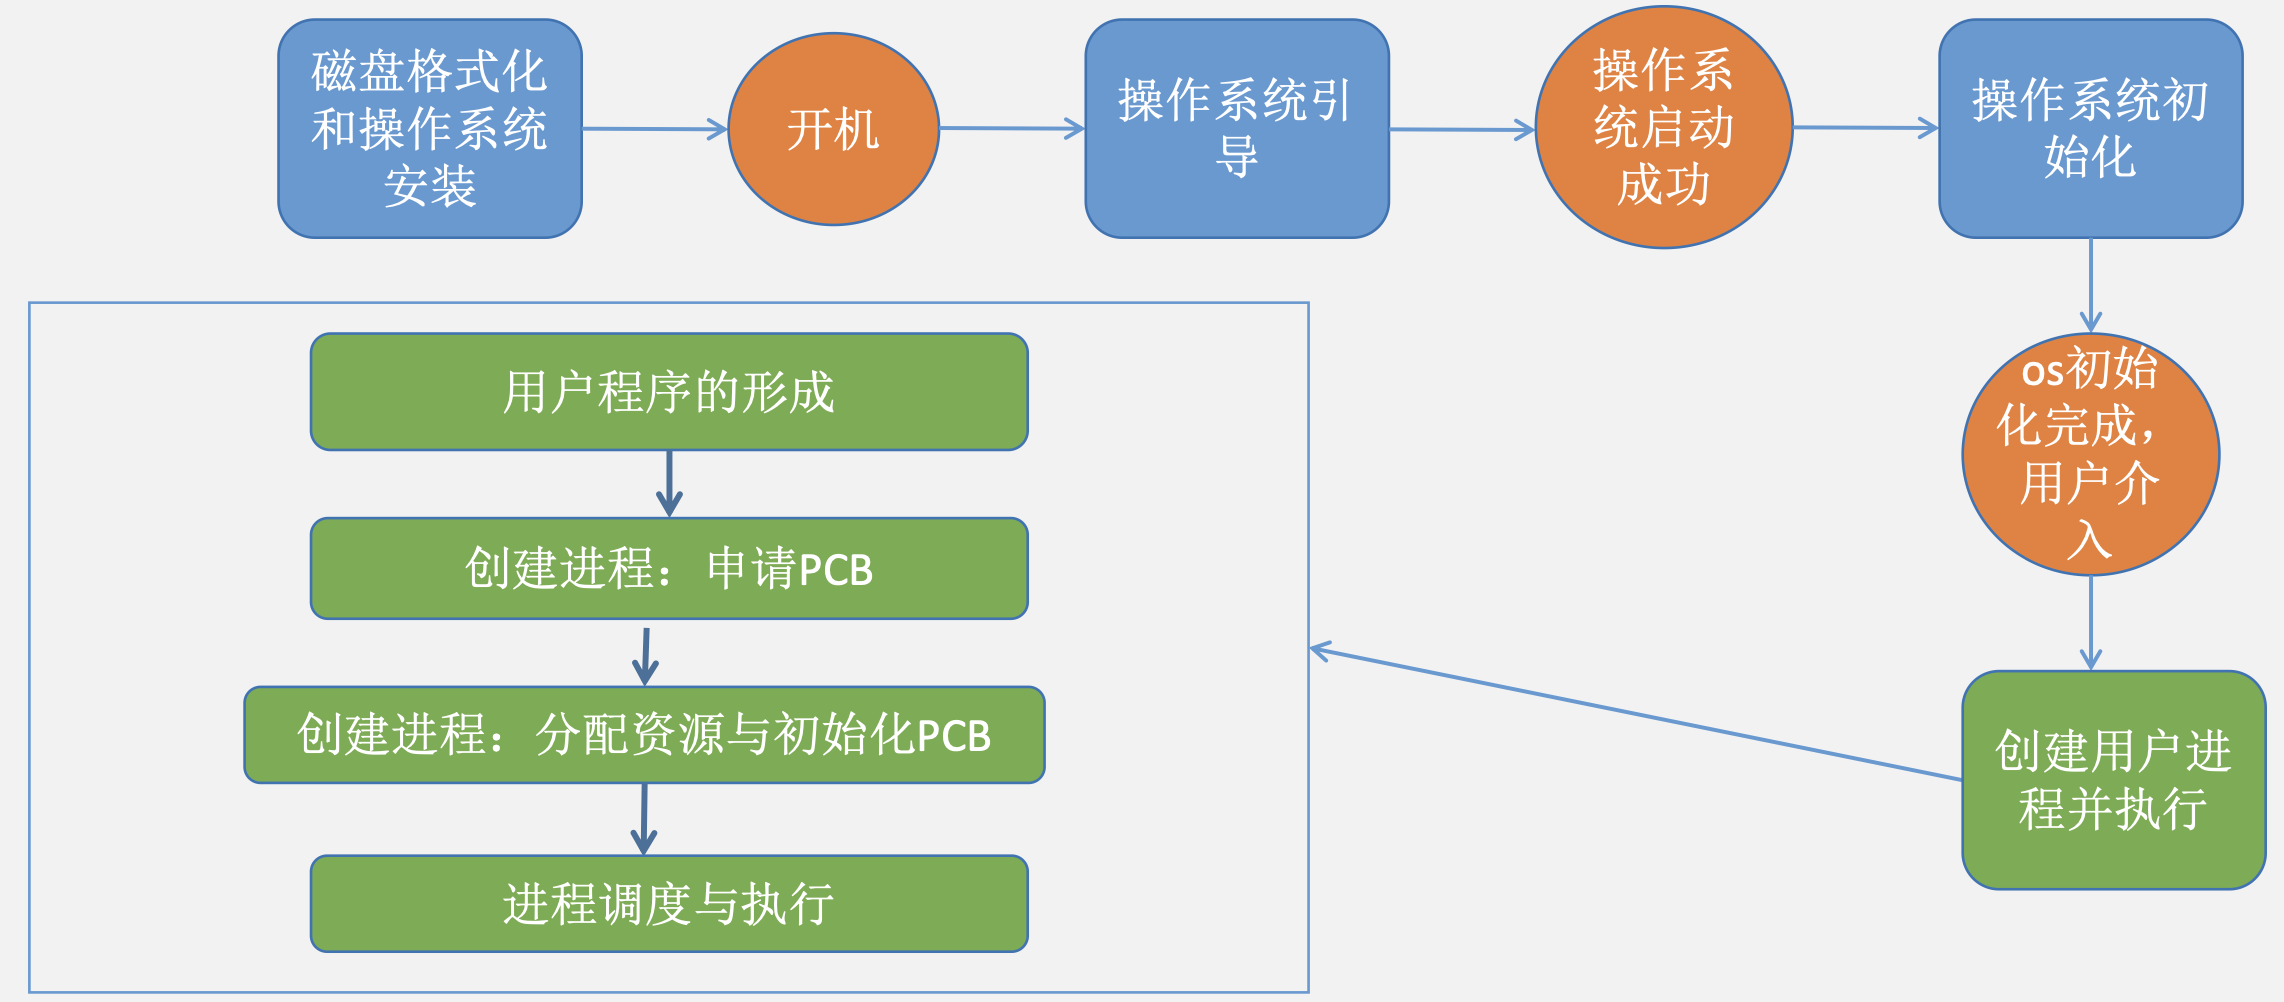 磁盘格式化
和操作系统
安装
开机
操作系统引
导
操作系
统启动
成功
操作系统初
始化
os初始
化完成，
用户介
入
创建用户进
程并执行
用户程序的形成
创建进程：申请PCB
创建进程：分配资源与初始化PCB
进程调度与执行